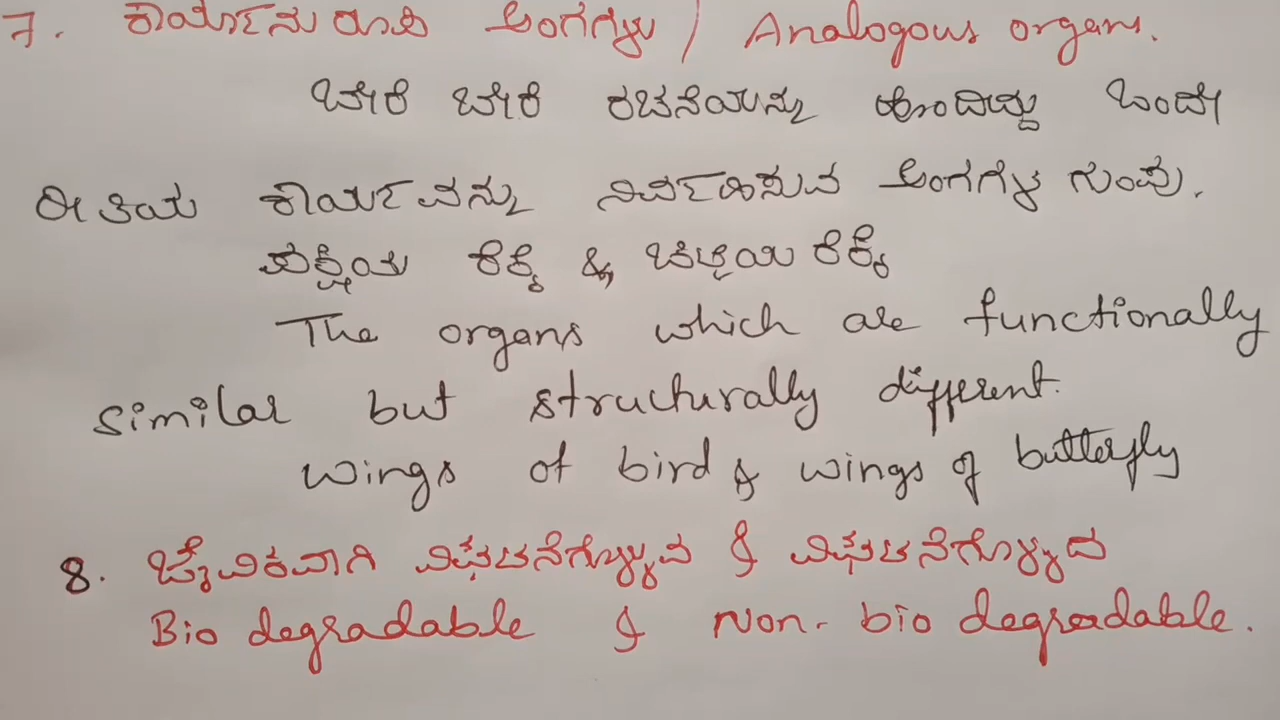 7. ಕಾರ್ಯಾನುರೂಪಿ ಅಂಗಗಳು / Analogous organs.
ಬೇರೆ ಬೇರೆ ರಚನೆಯನ್ನು ಹೊಂದಿದ್ದು ಒಂದೇ
ರೀತಿಯ ಕಾರ್ಯವನ್ನು ನಿರ್ವಹಿಸುವ ಅಂಗಗಳ ಗುಂಪು.
ಪಕ್ಷಿಯ ರೆಕ್ಕೆ & ಚಿಟ್ಟೆಯ ರೆಕ್ಕೆ
The organs which are functionally
similar but structurally different.
wings of bird & wings of butterfly
8. ಜೈವಿಕವಾಗಿ ವಿಘಟನೆಗೊಳ್ಳುವ & ವಿಘಟನೆಗೊಳ್ಳದ
Bio degradable & Non- bio degradable.